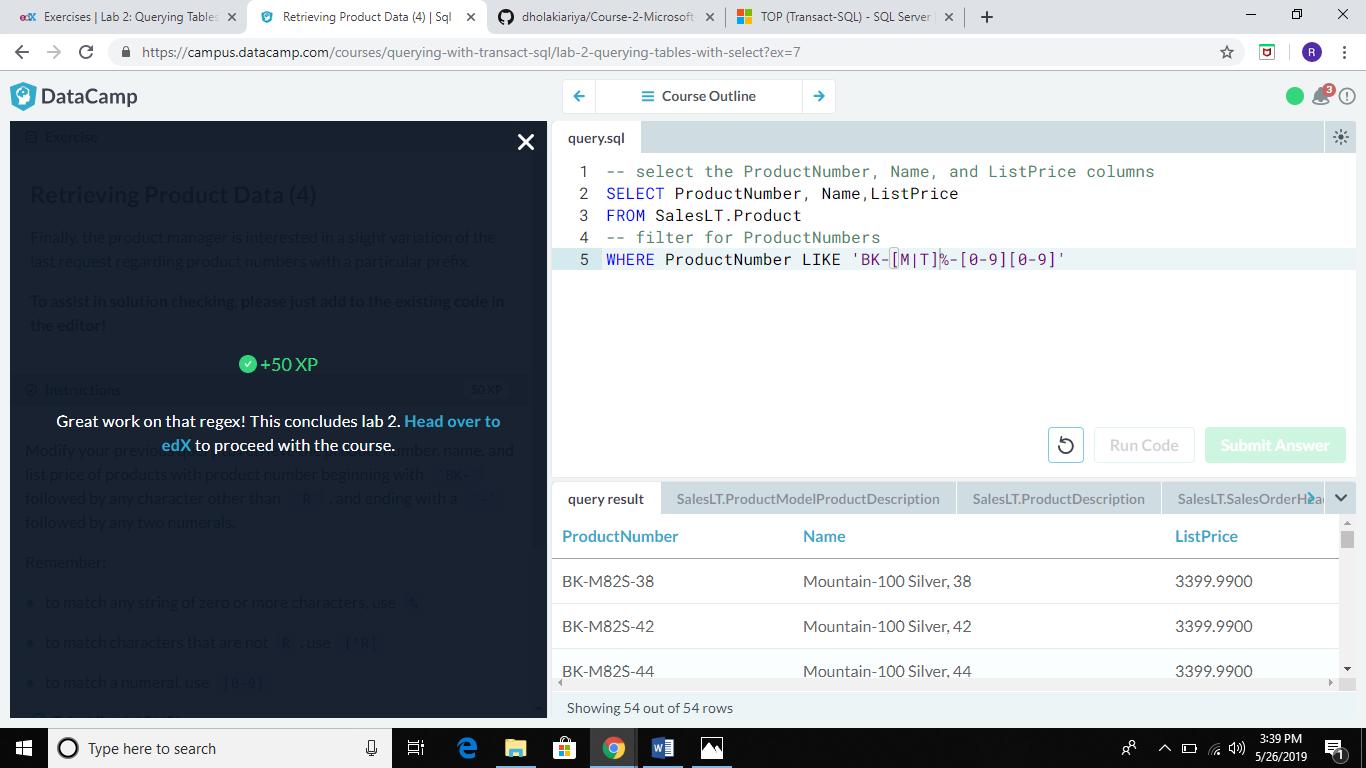 Exercises | Lab 2: Querying Tables
Retrieving Product Data (4) | Sql
dholakiariya/Course-2-Microsoft-
TOP (Transact-SQL) - SQL Server
https://campus.datacamp.com/courses/querying-with-transact-sql/lab-2-querying-tables-with-select?ex=7
R
DataCamp
Course Outline
3
Exercise
Retrieving Product Data (4)
Finally, the product manager is interested in a slight variation of the
last request regarding product numbers with a particular prefix.
To assist in solution checking, please just add to the existing code in
the editor!
+50 XP
Instructions
50 XP
Great work on that regex! This concludes lab 2. Head over to
edX to proceed with the course.
Modify your previous
number, name, and
list price of products with product number beginning with 'BK-'
followed by any character other than 'R', and ending with a '-'
followed by any two numerals.
Remember:
to match any string of zero or more characters, use %
to match characters that are not R, use [^R]
to match a numeral, use [0-9]
query.sql
1 -- select the ProductNumber, Name, and ListPrice columns
2 SELECT ProductNumber, Name,ListPrice
3 FROM SalesLT.Product
4 -- filter for ProductNumbers
5 WHERE ProductNumber LIKE 'BK-[M|T]%-[0-9][0-9]'
Run Code
Submit Answer
query result
SalesLT.ProductModelProductDescription
SalesLT.ProductDescription
SalesLT.SalesOrderHea
ProductNumber Name ListPrice
BK-M82S-38 Mountain-100 Silver, 38 3399.9900
BK-M82S-42 Mountain-100 Silver, 42 3399.9900
BK-M82S-44 Mountain-100 Silver, 44 3399.9900
Showing 54 out of 54 rows
Type here to search
3:39 PM
5/26/2019
1